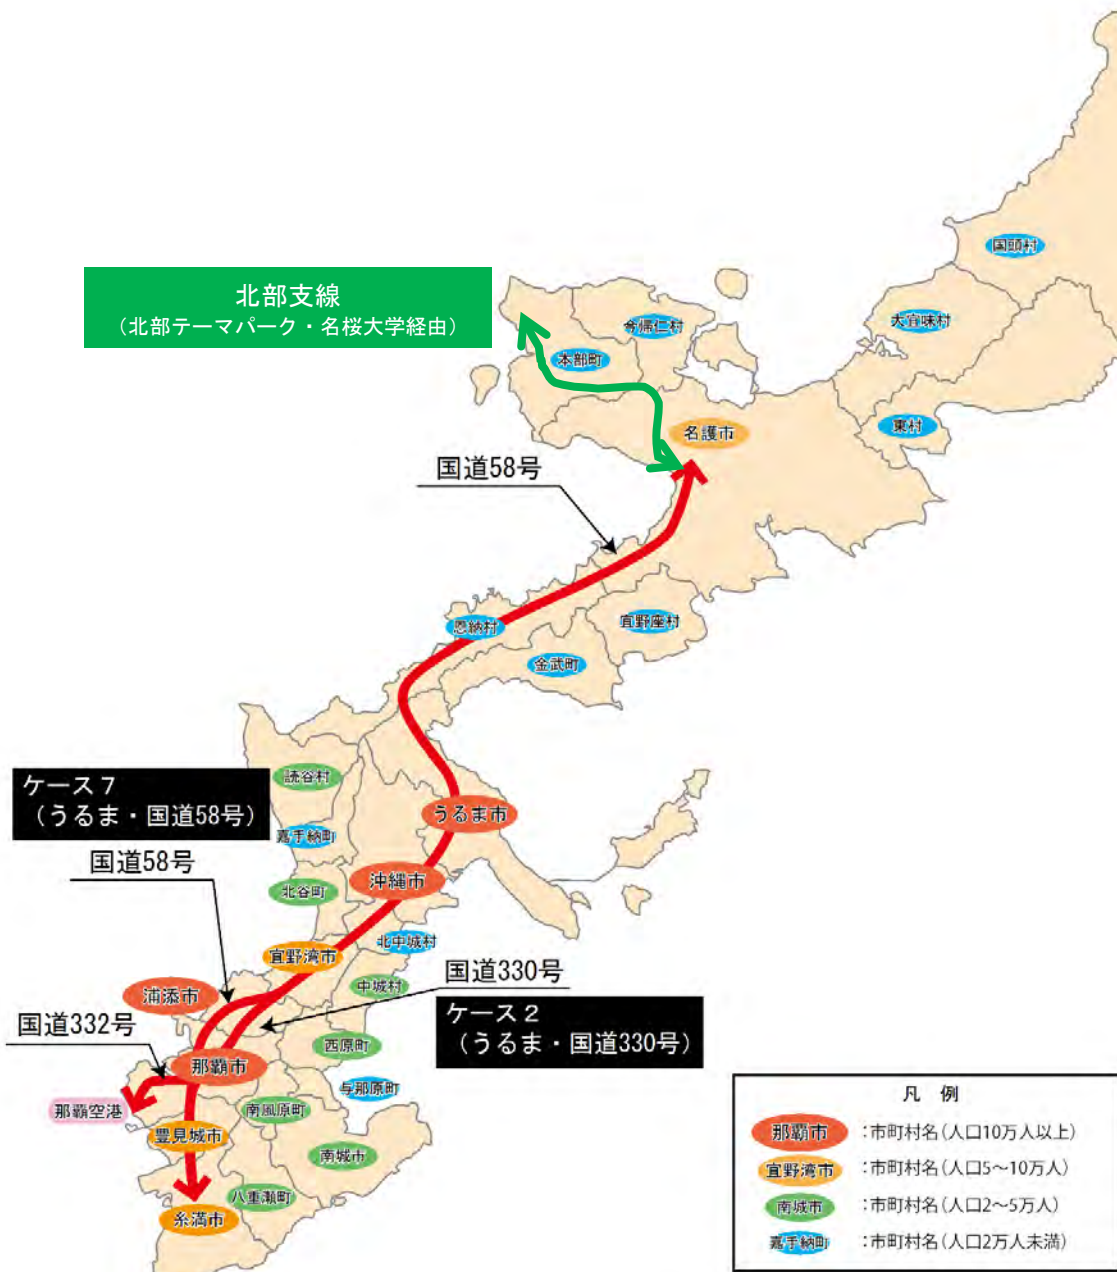 北部支線
（北部テーマパーク・名桜大学経由）
国頭村
大宜味村
今帰仁村
本部町
東村
名護市
国道58号
恩納村
宜野座村
金武町
読谷村
ケース７
（うるま・国道58号）
うるま市
嘉手納町
国道58号
沖縄市
北谷町
北中城村
宜野湾市
国道330号
中城村
浦添市
ケース２
（うるま・国道330号）
国道332号
西原町
那覇市
与那原町
那覇空港
南風原町
豊見城市
南城市
八重瀬町
糸満市
凡 例
那覇市 ：市町村名（人口10万人以上）
宜野湾市 ：市町村名（人口5～10万人）
南城市 ：市町村名（人口2～5万人）
嘉手納町 ：市町村名（人口2万人未満）